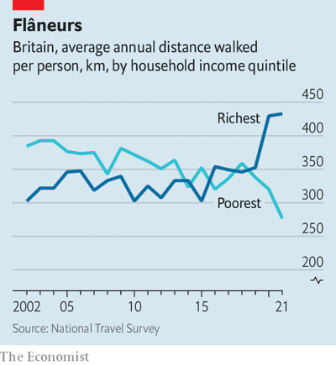 Flâneurs
Britain, average annual distance walked
per person, km, by household income quintile
450
Richest
400
350
Poorest
300
250
200
2002 05 10 15 21
Source: National Travel Survey
The Economist